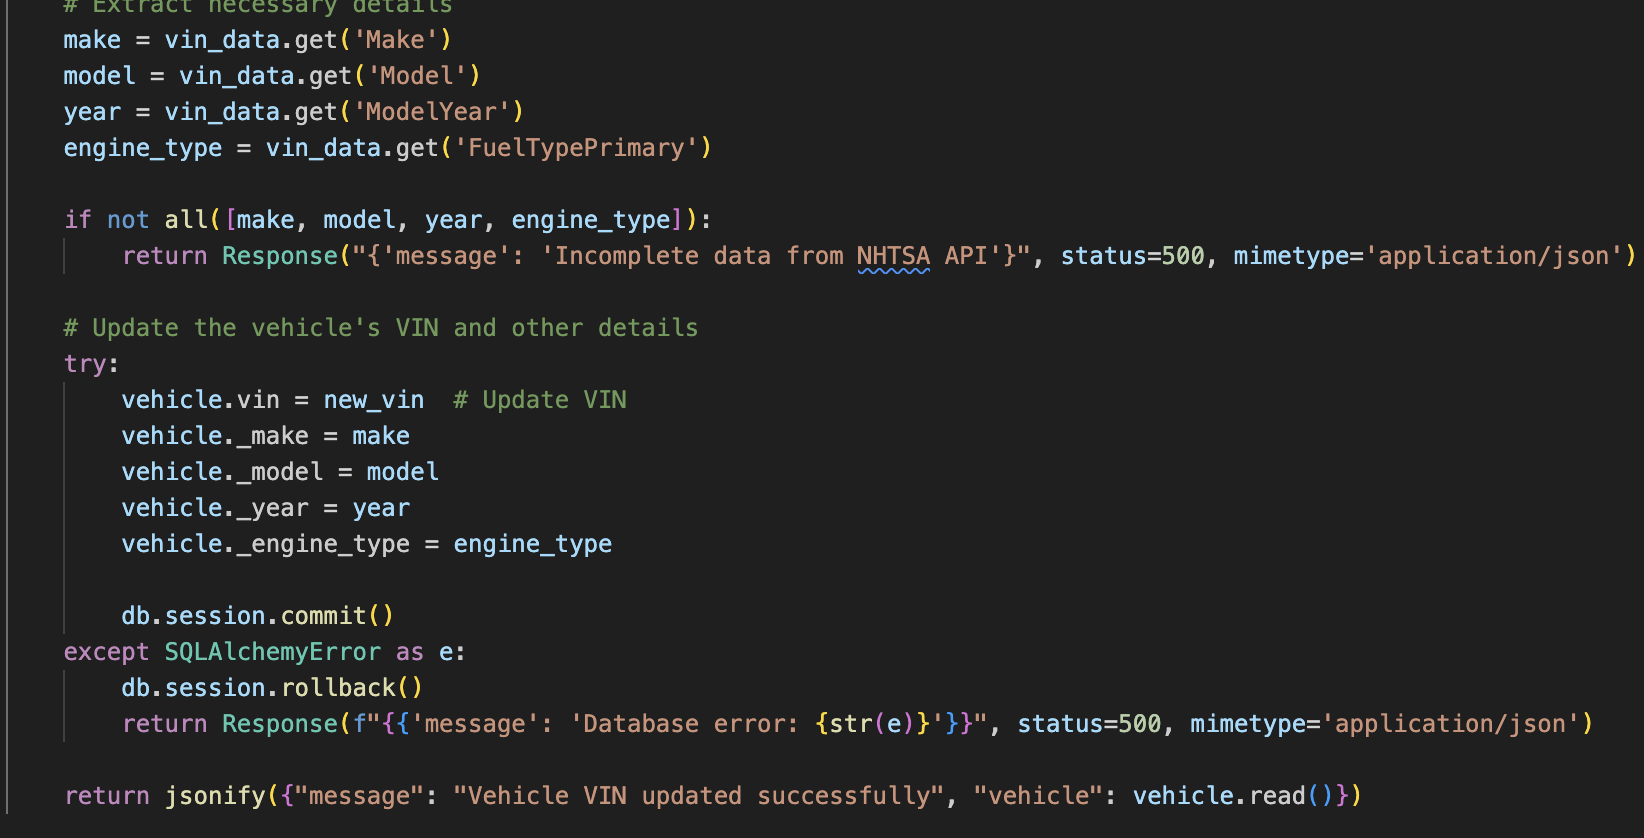 # Extract necessary details
make = vin_data.get('Make')
model = vin_data.get('Model')
year = vin_data.get('ModelYear')
engine_type = vin_data.get('FuelTypePrimary')
if not all([make, model, year, engine_type]):
return Response("{'message': 'Incomplete data from NHTSA API'}", status=500, mimetype='application/json')
# Update the vehicle's VIN and other details
try:
vehicle.vin = new_vin  # Update VIN
vehicle._make = make
vehicle._model = model
vehicle._year = year
vehicle._engine_type = engine_type
db.session.commit()
except SQLAlchemyError as e:
db.session.rollback()
return Response(f"{{'message': 'Database error: {str(e)}'}}", status=500, mimetype='application/json')
return jsonify({"message": "Vehicle VIN updated successfully", "vehicle": vehicle.read()})